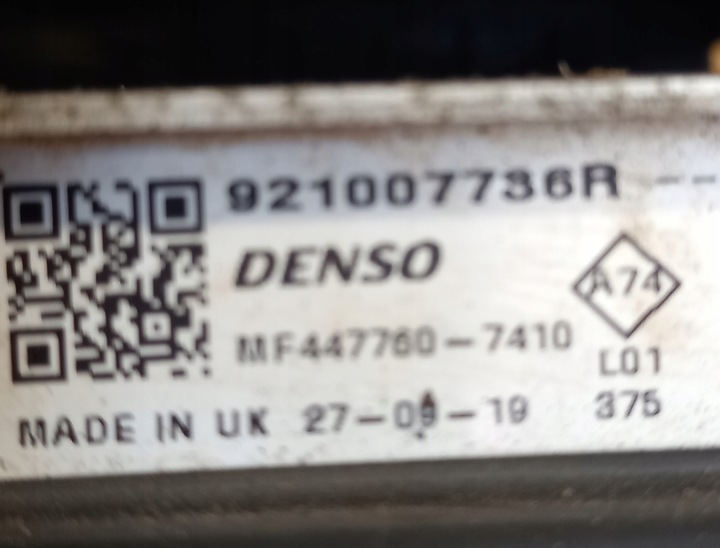 921007736R --
DENSO
A74
MF447760-7410
L01
MADE IN UK 27-09-19
375